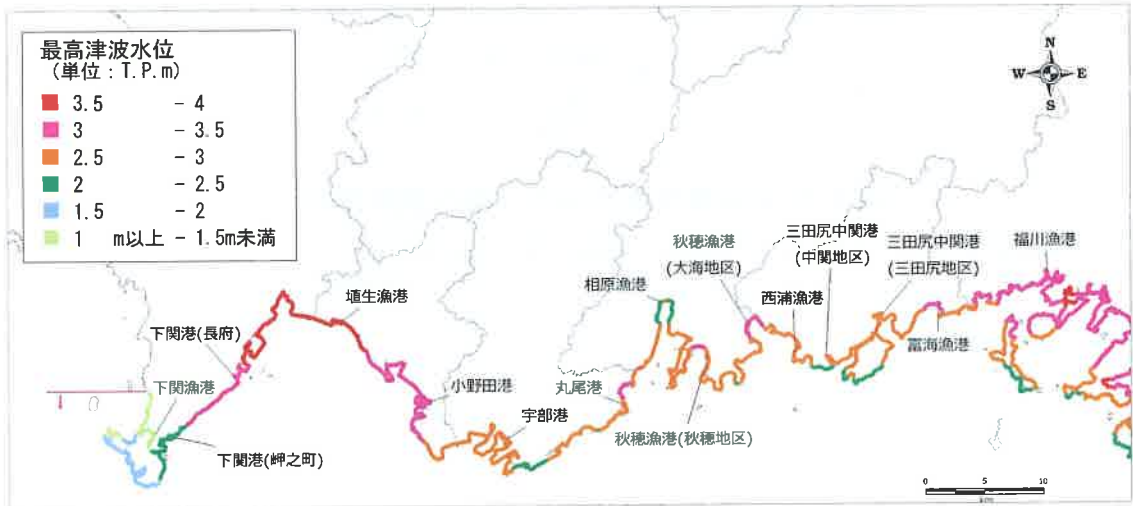 最高津波水位
(単位：T.P.m)
3.5 - 4
3 - 3.5
2.5 - 3
2 - 2.5
1.5 - 2
1 m以上 - 1.5m未満
N
W E
S
福川漁港
三田尻中関港
(三田尻地区)
三田尻中関港
(中関地区)
秋穂漁港
(大海地区)
西浦漁港
相原漁港
埴生漁港
下関港(長府)
富海漁港
小野田港
丸尾港
下関漁港
宇部港
秋穂漁港(秋穂地区)
下関港(岬之町)
0 5 10
km